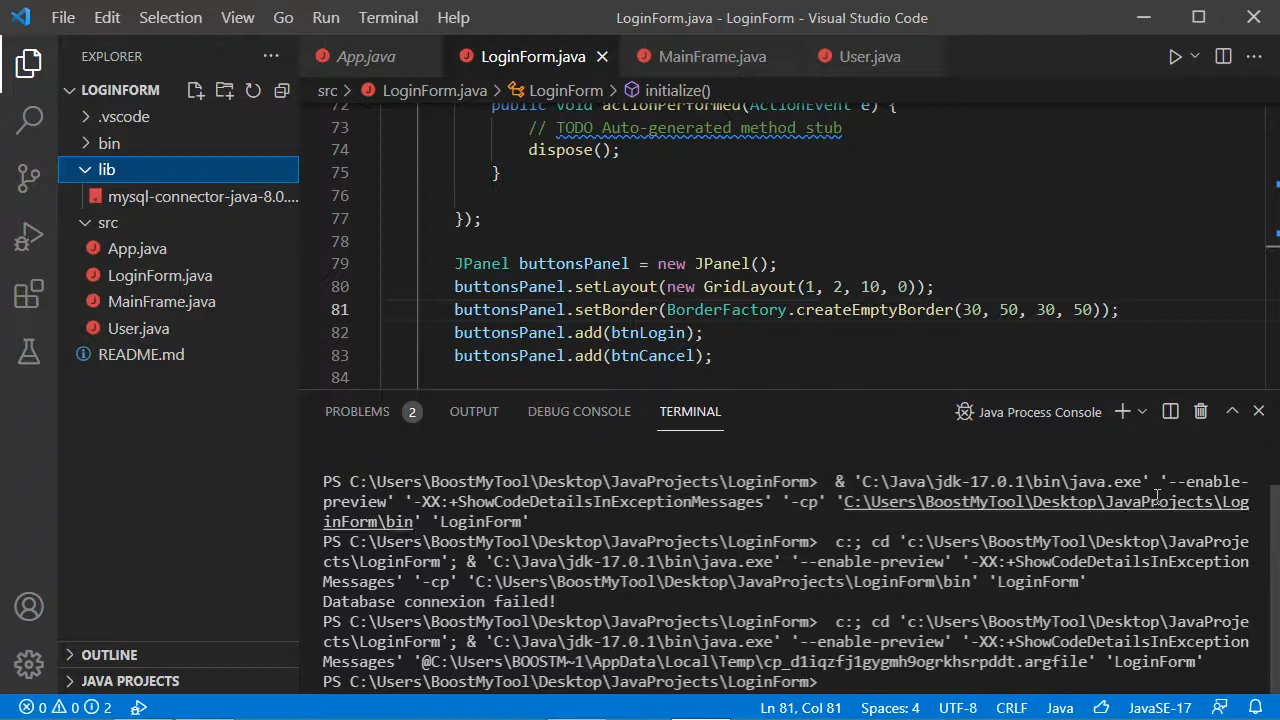 File Edit Selection View Go Run Terminal Help
LoginForm.java - LoginForm - Visual Studio Code
EXPLORER
LOGINFORM
.vscode
bin
lib
mysql-connector-java-8.0....
src
App.java
LoginForm.java
MainFrame.java
User.java
README.md
OUTLINE
JAVA PROJECTS
App.java LoginForm.java MainFrame.java User.java
src > LoginForm.java > LoginForm > initialize()
72 public void actionPerformed(ActionEvent e) {
73 // TODO Auto-generated method stub
74 dispose();
75 }
76
77 });
78
79 JPanel buttonsPanel = new JPanel();
80 buttonsPanel.setLayout(new GridLayout(1, 2, 10, 0));
81 buttonsPanel.setBorder(BorderFactory.createEmptyBorder(30, 50, 30, 50));
82 buttonsPanel.add(btnLogin);
83 buttonsPanel.add(btnCancel);
84
PROBLEMS 2 OUTPUT DEBUG CONSOLE TERMINAL Java Process Console
PS C:\Users\BoostMyTool\Desktop\JavaProjects\LoginForm> & 'C:\Java\jdk-17.0.1\bin\java.exe' '--enable-
preview' '-XX:+ShowCodeDetailsInExceptionMessages' '-cp' 'C:\Users\BoostMyTool\Desktop\JavaProjects\Log
inForm\bin' 'LoginForm'
PS C:\Users\BoostMyTool\Desktop\JavaProjects\LoginForm> c:; cd 'c:\Users\BoostMyTool\Desktop\JavaProje
cts\LoginForm'; & 'C:\Java\jdk-17.0.1\bin\java.exe' '--enable-preview' '-XX:+ShowCodeDetailsInException
Messages' '-cp' 'C:\Users\BoostMyTool\Desktop\JavaProjects\LoginForm\bin' 'LoginForm'
Database connexion failed!
PS C:\Users\BoostMyTool\Desktop\JavaProjects\LoginForm> c:; cd 'c:\Users\BoostMyTool\Desktop\JavaProje
cts\LoginForm'; & 'C:\Java\jdk-17.0.1\bin\java.exe' '--enable-preview' '-XX:+ShowCodeDetailsInException
Messages' '@C:\Users\BOOSTM~1\AppData\Local\Temp\cp_d1iqzfj1gygmh9ogrkhsrpddt.argfile' 'LoginForm'
PS C:\Users\BoostMyTool\Desktop\JavaProjects\LoginForm>
0 0 2 Ln 81, Col 81 Spaces: 4 UTF-8 CRLF Java JavaSE-17